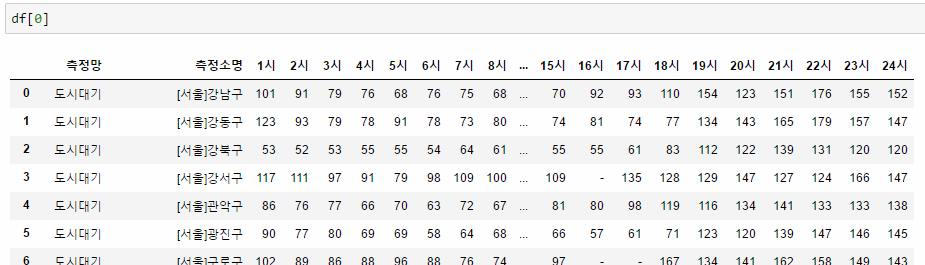 df[0]
측정망 측정소명 1시 2시 3시 4시 5시 6시 7시 8시 ... 15시 16시 17시 18시 19시 20시 21시 22시 23시 24시
0 도시대기 [서울]강남구 101 91 79 76 68 76 75 68 ... 70 92 93 110 154 123 151 176 155 152
1 도시대기 [서울]강동구 123 93 79 78 91 78 73 80 ... 74 81 74 77 134 143 165 179 157 147
2 도시대기 [서울]강북구 53 52 53 55 55 54 64 61 ... 55 55 61 83 112 122 139 131 120 120
3 도시대기 [서울]강서구 117 111 97 91 79 98 109 100 ... 109 - 135 128 129 147 127 124 166 147
4 도시대기 [서울]관악구 86 76 77 66 70 63 72 67 ... 81 80 98 119 116 134 141 133 133 138
5 도시대기 [서울]광진구 90 77 80 69 69 58 64 68 ... 66 57 61 71 123 120 139 147 146 145
6 도시대기 [서울]구로구 102 89 86 88 96 88 76 74 97 - - 167 134 141 162 158 149 143